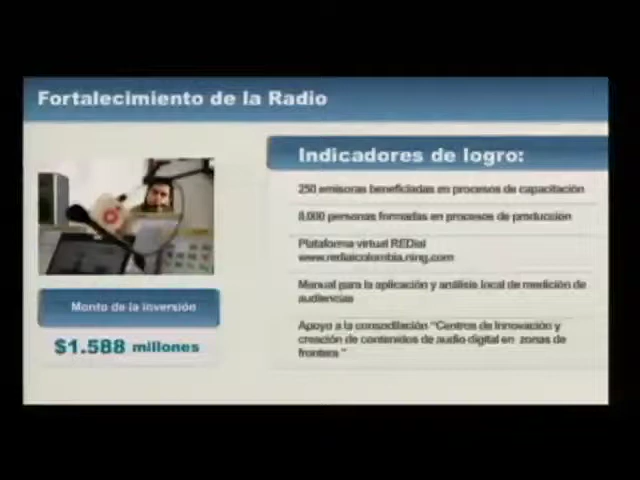 Fortalecimiento de la Radio
Indicadores de logro:
250 emisoras beneficiadas en procesos de capacitación
8.000 personas formadas en procesos de producción
Plataforma virtual REDial
www.redialcolombia.ning.com
Manual para la aplicación y análisis local de medición de
audiencias
Apoyo a la consolidación "Centros de Innovación y
creación de contenidos de audio digital en zonas de
frontera"
Monto de la inversión
$1.588 millones